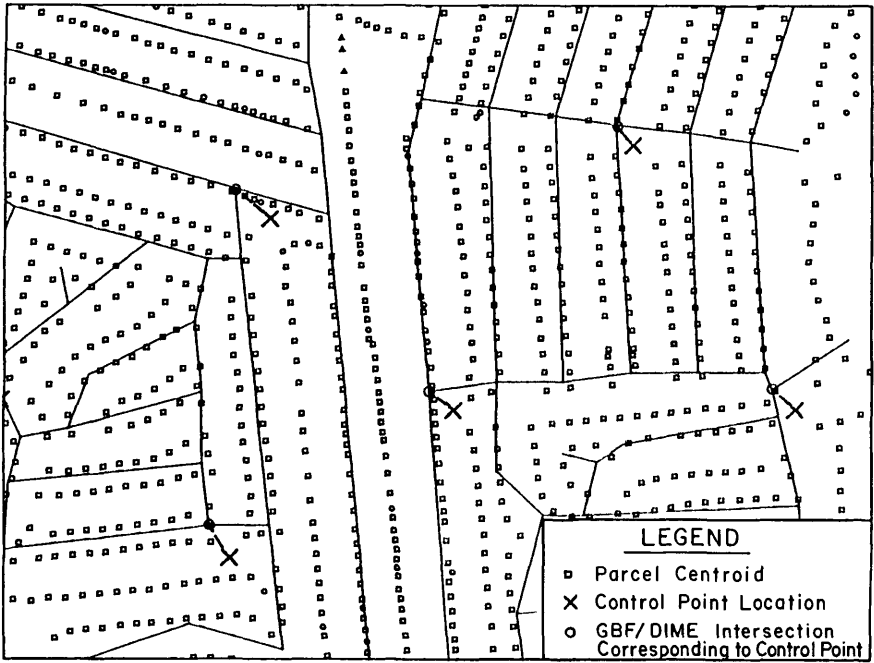 LEGEND
Parcel Centroid
Control Point Location
GBF/DIME Intersection
Corresponding to Control Point